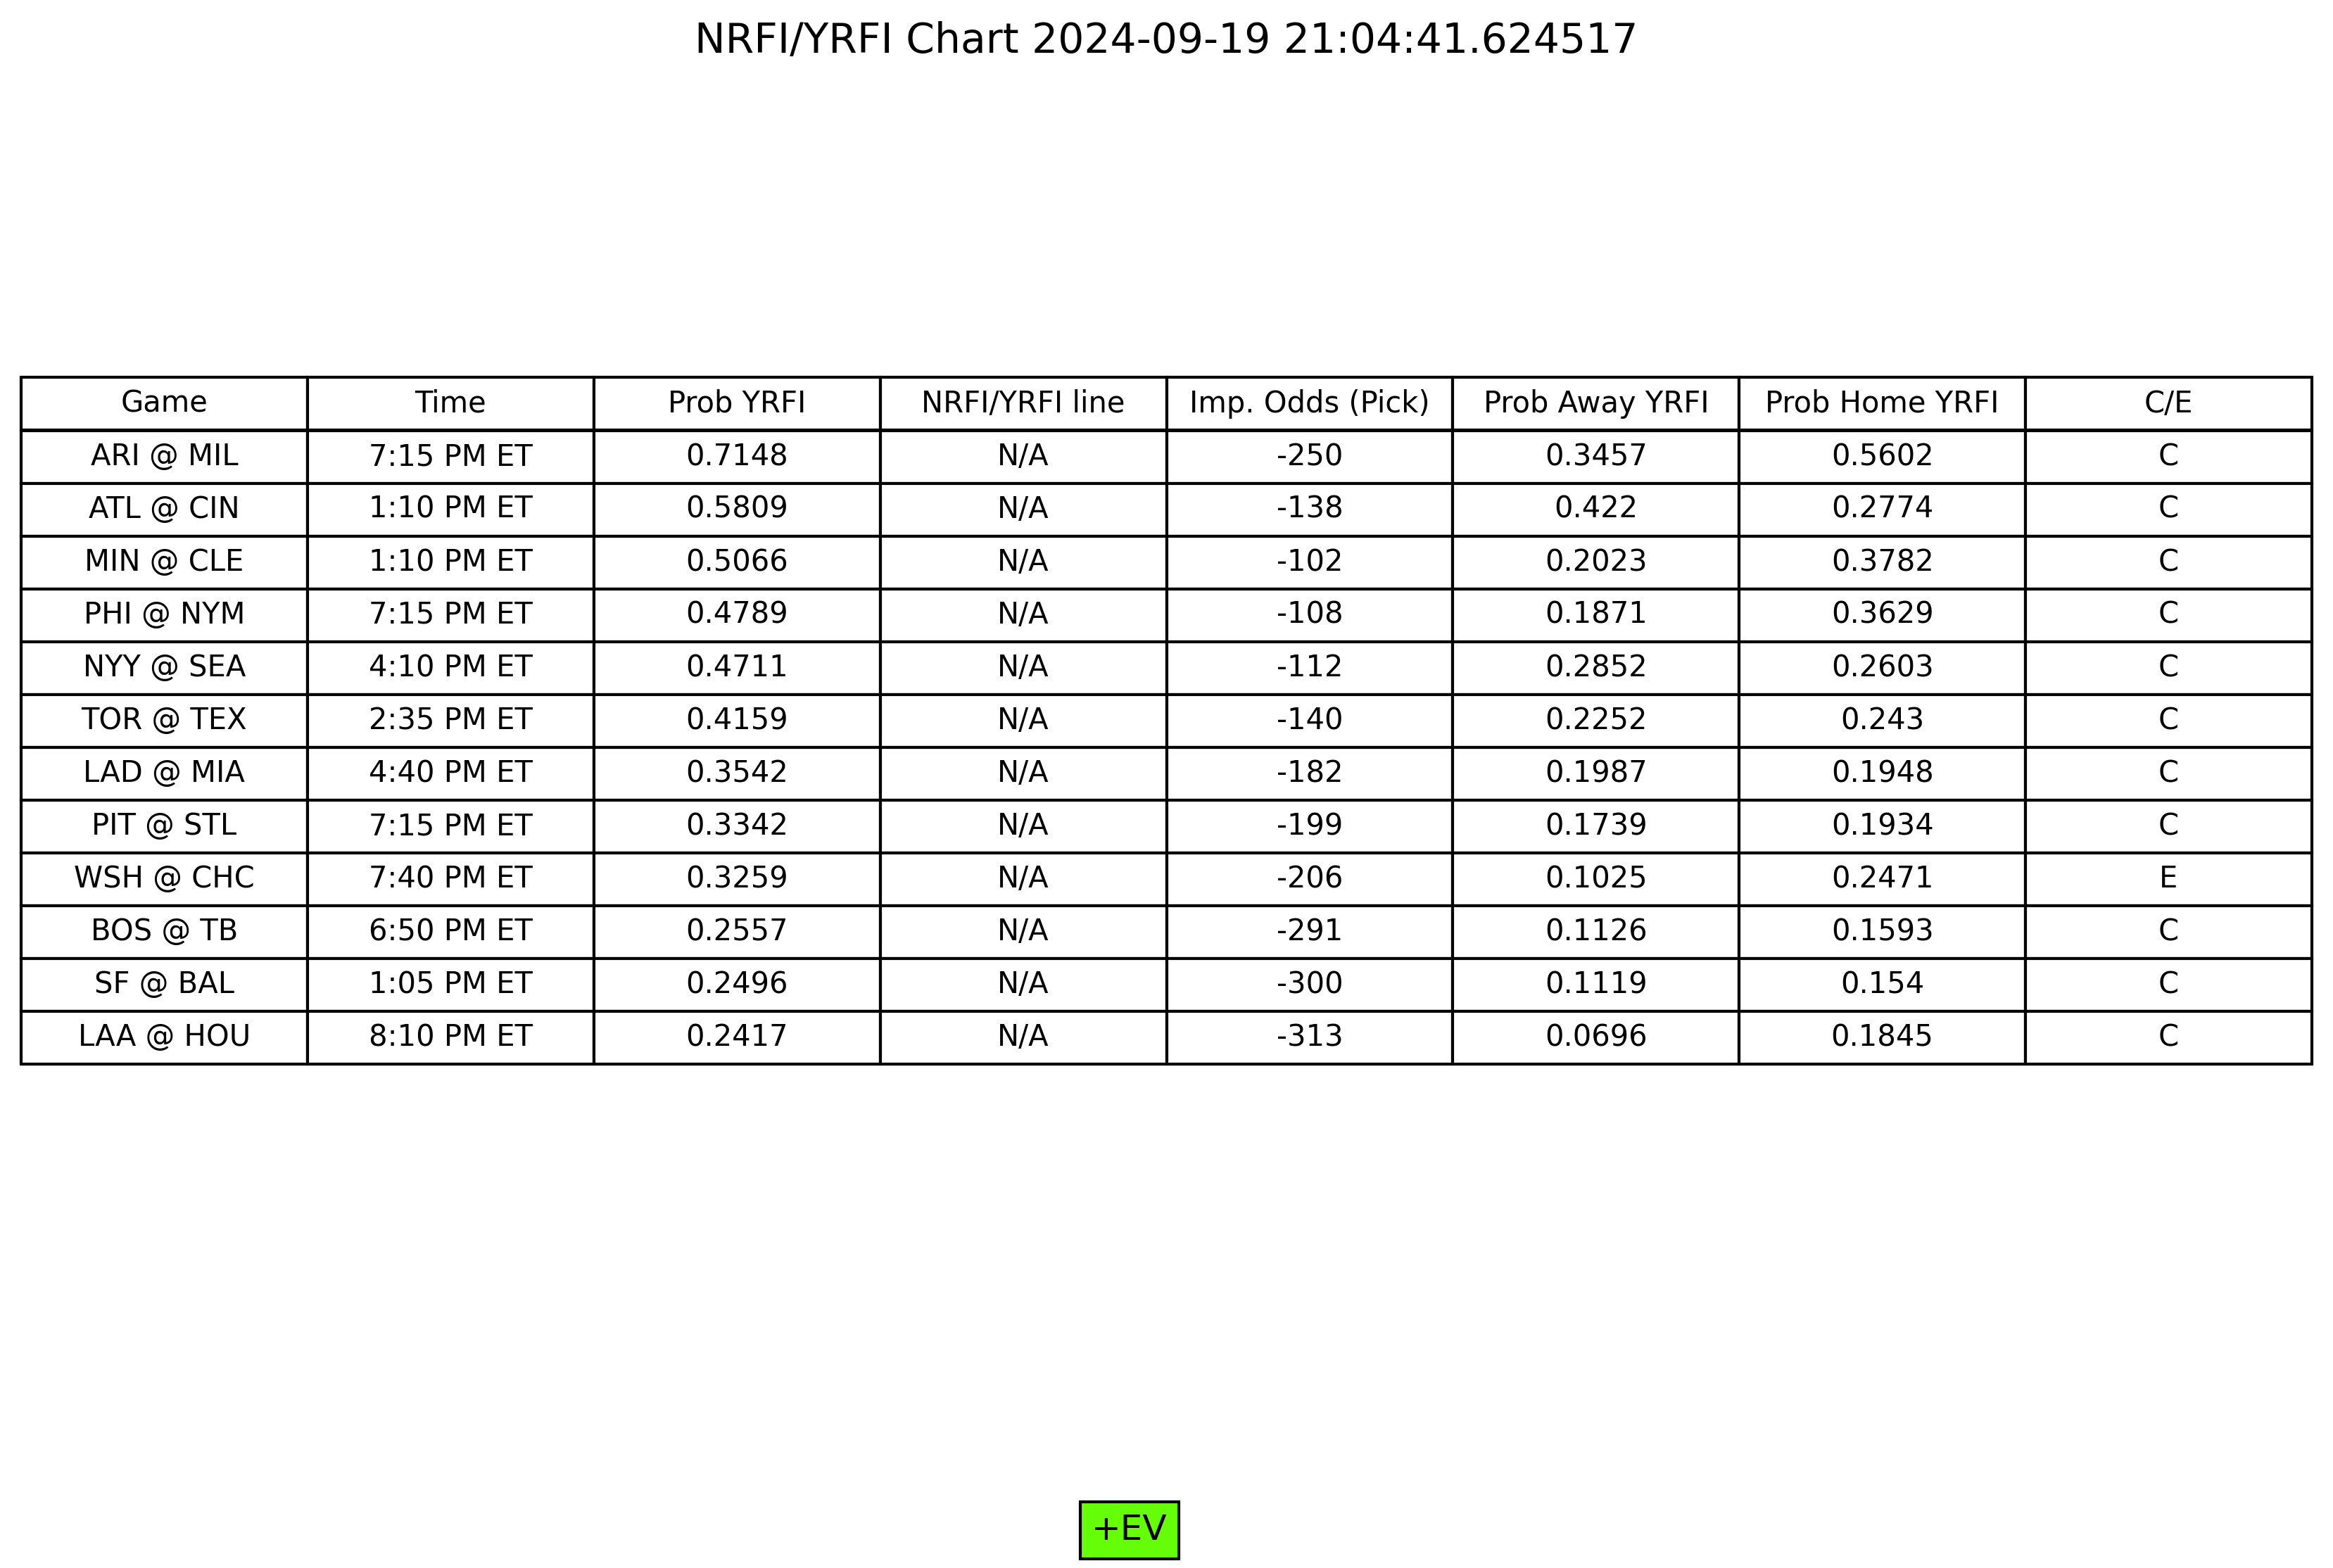 NRFI/YRFI Chart 2024-09-19 21:04:41.624517
Game Time Prob YRFI NRFI/YRFI line Imp. Odds (Pick) Prob Away YRFI Prob Home YRFI C/E
ARI @ MIL 7:15 PM ET 0.7148 N/A -250 0.3457 0.5602 C
ATL @ CIN 1:10 PM ET 0.5809 N/A -138 0.422 0.2774 C
MIN @ CLE 1:10 PM ET 0.5066 N/A -102 0.2023 0.3782 C
PHI @ NYM 7:15 PM ET 0.4789 N/A -108 0.1871 0.3629 C
NYY @ SEA 4:10 PM ET 0.4711 N/A -112 0.2852 0.2603 C
TOR @ TEX 2:35 PM ET 0.4159 N/A -140 0.2252 0.243 C
LAD @ MIA 4:40 PM ET 0.3542 N/A -182 0.1987 0.1948 C
PIT @ STL 7:15 PM ET 0.3342 N/A -199 0.1739 0.1934 C
WSH @ CHC 7:40 PM ET 0.3259 N/A -206 0.1025 0.2471 E
BOS @ TB 6:50 PM ET 0.2557 N/A -291 0.1126 0.1593 C
SF @ BAL 1:05 PM ET 0.2496 N/A -300 0.1119 0.154 C
LAA @ HOU 8:10 PM ET 0.2417 N/A -313 0.0696 0.1845 C
+EV